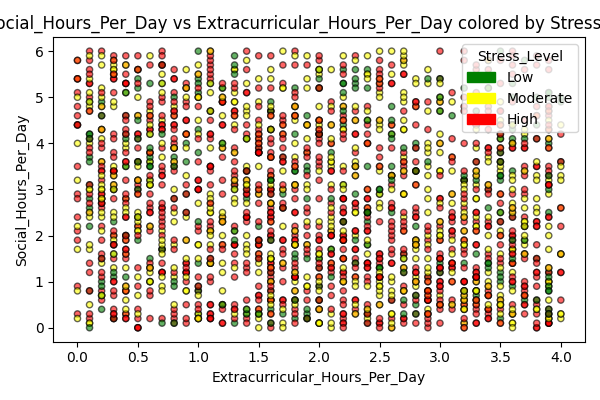 ocial_Hours_Per_Day vs Extracurricular_Hours_Per_Day colored by Stress
Stress_Level
Low
Moderate
High
Social_Hours_Per_Day
6
5
4
3
2
1
0
0.0 0.5 1.0 1.5 2.0 2.5 3.0 3.5 4.0
Extracurricular_Hours_Per_Day